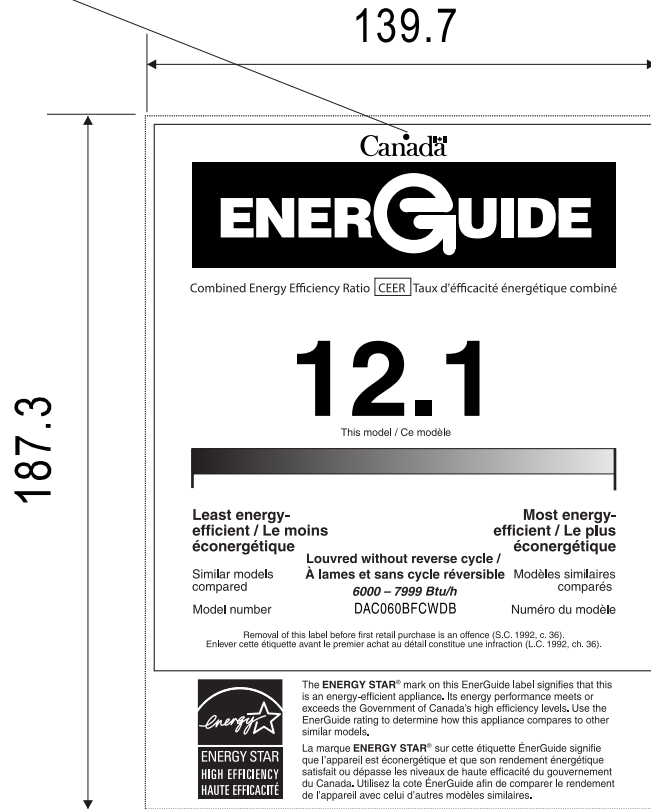 139.7
187.3
Canada
ENERGUIDE
Combined Energy Efficiency Ratio CEER Taux d'éfficacité énergétique combiné
12.1
This model / Ce modèle
Least energy-
efficient / Le moins
éconergétique
Most energy-
efficient / Le plus
éconergétique
Louvred without reverse cycle /
À lames et sans cycle réversible
6000 – 7999 Btu/h
Similar models
compared
Modèles similaires
comparés
Model number
DAC060BFCWDB
Numéro du modèle
Removal of this label before first retail purchase is an offence (S.C. 1992, c. 36).
Enlever cette étiquette avant le premier achat au détail constitue une infraction (L.C. 1992, ch. 36).
energy
ENERGY STAR
HIGH EFFICIENCY
HAUTE EFFICACITÉ
The ENERGY STAR® mark on this EnerGuide label signifies that this
is an energy-efficient appliance. Its energy performance meets or
exceeds the Government of Canada's high efficiency levels. Use the
EnerGuide rating to determine how this appliance compares to other
similar models.
La marque ENERGY STAR® sur cette étiquette ÉnerGuide signifie
que l'appareil est éconergétique et que son rendement énergétique
satisfait ou dépasse les niveaux de haute efficacité du gouvernement
du Canada. Utilisez la cote ÉnerGuide afin de comparer le rendement
de l'appareil avec celui d'autres modèles similaires.